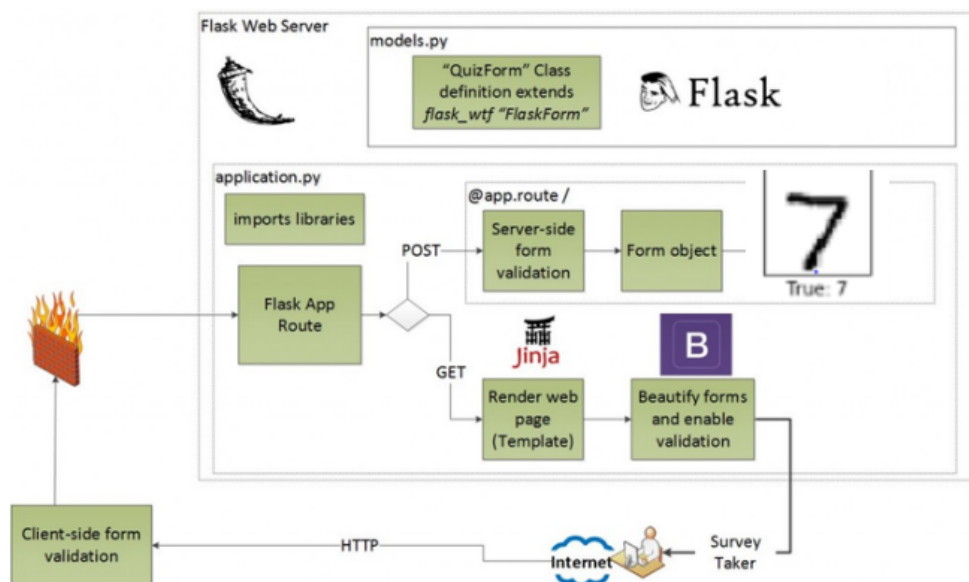 Flask Web Server
models.py
“QuizForm” Class
definition extends
flask_wtf “FlaskForm”
Flask
application.py
imports libraries
@app.route /
POST
Server-side
form
validation
Form object
True: 7
7
Flask App
Route
GET
Jinja
B
Render web
page
(Template)
Beautify forms
and enable
validation
Client-side form
validation
HTTP
Internet
Survey
Taker